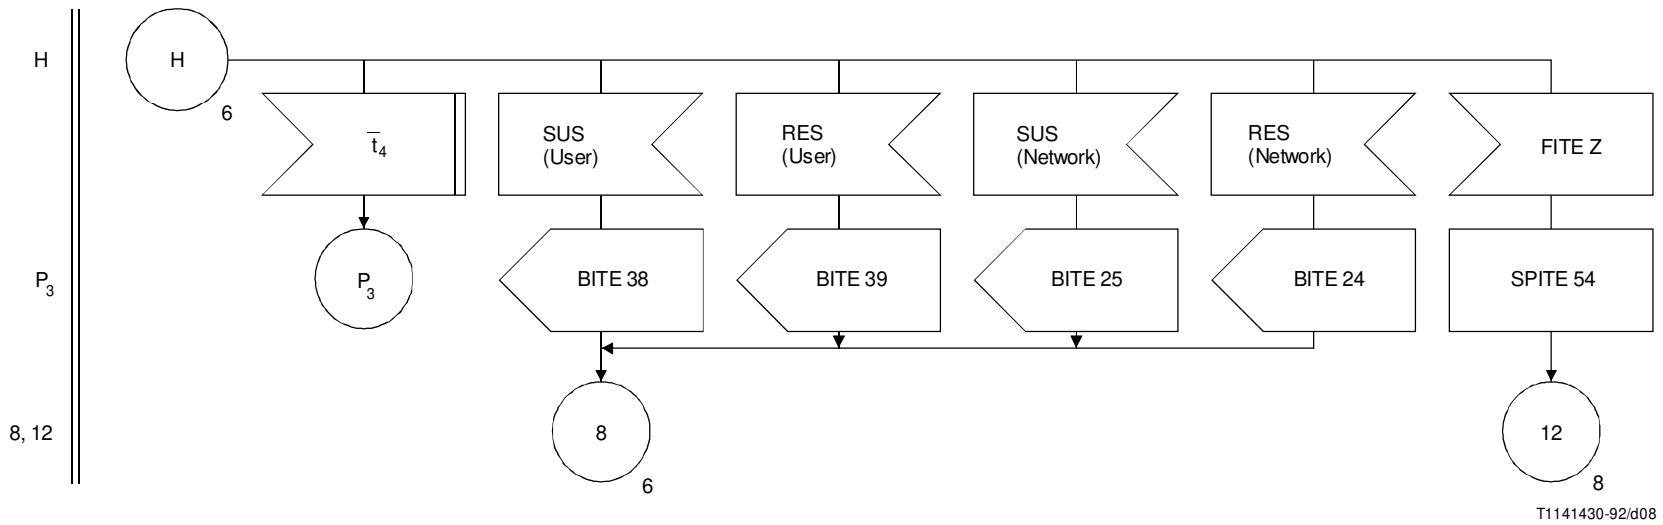 H
H
6
t̄4
SUS
(User)
RES
(User)
SUS
(Network)
RES
(Network)
FITE Z
P3
P3
BITE 38
BITE 39
BITE 25
BITE 24
SPITE 54
8, 12
8
6
12
8
T1141430-92/d08